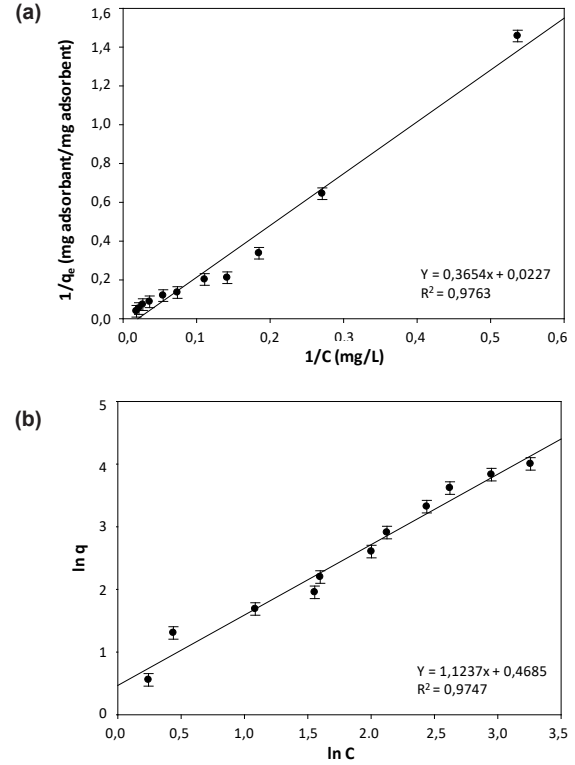 (a)
1,6
1,4
1,2
1,0
0,8
0,6
0,4
0,2
0,0
1/qe (mg adsorbant/mg adsorbent)
Y = 0,3654x + 0,0227
R² = 0,9763
0,0 0,1 0,2 0,3 0,4 0,5 0,6
1/C (mg/L)
(b)
5
4
3
2
1
0
ln q
Y = 1,1237x + 0,4685
R² = 0,9747
0,0 0,5 1,0 1,5 2,0 2,5 3,0 3,5
ln C